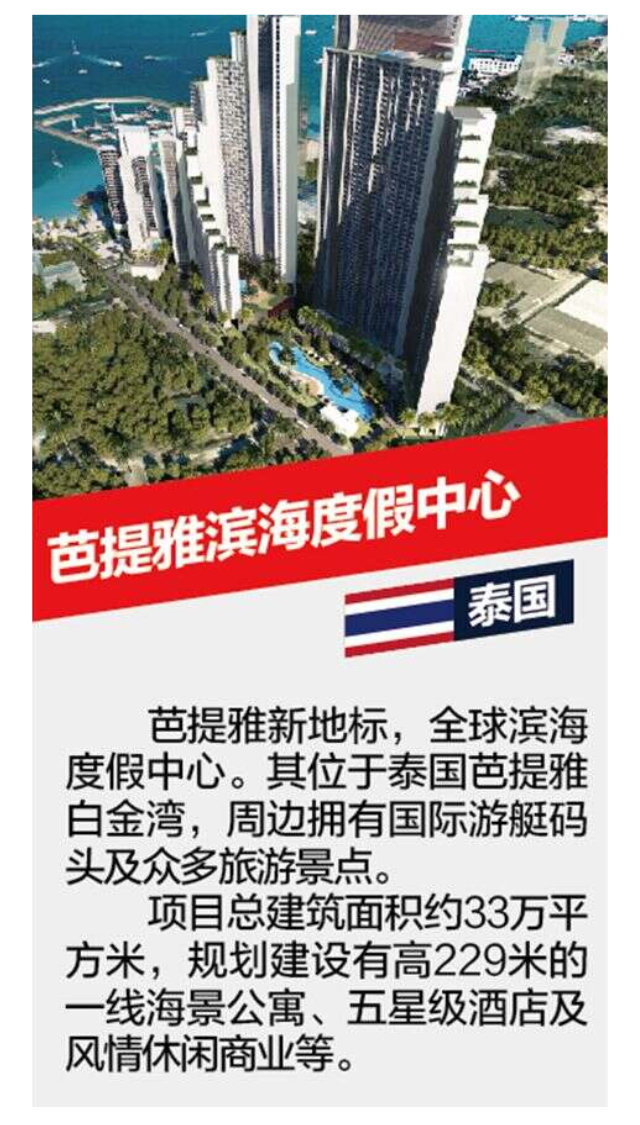 芭提雅滨海度假中心
泰国
芭提雅新地标，全球滨海
度假中心。其位于泰国芭提雅
白金湾，周边拥有国际游艇码
头及众多旅游景点。
项目总建筑面积约33万平
方米，规划建设有高229米的
一线海景公寓、五星级酒店及
风情休闲商业等。